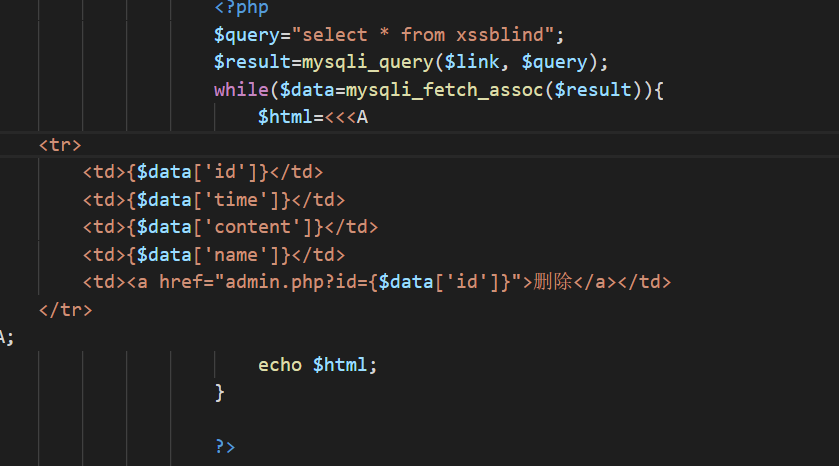 <?php
$query="select * from xssblind";
$result=mysqli_query($link, $query);
while($data=mysqli_fetch_assoc($result)){
$html=<<<A
<tr>
<td>{$data['id']}</td>
<td>{$data['time']}</td>
<td>{$data['content']}</td>
<td>{$data['name']}</td>
<td><a href="admin.php?id={$data['id']}">删除</a></td>
</tr>
A;
echo $html;
}
?>